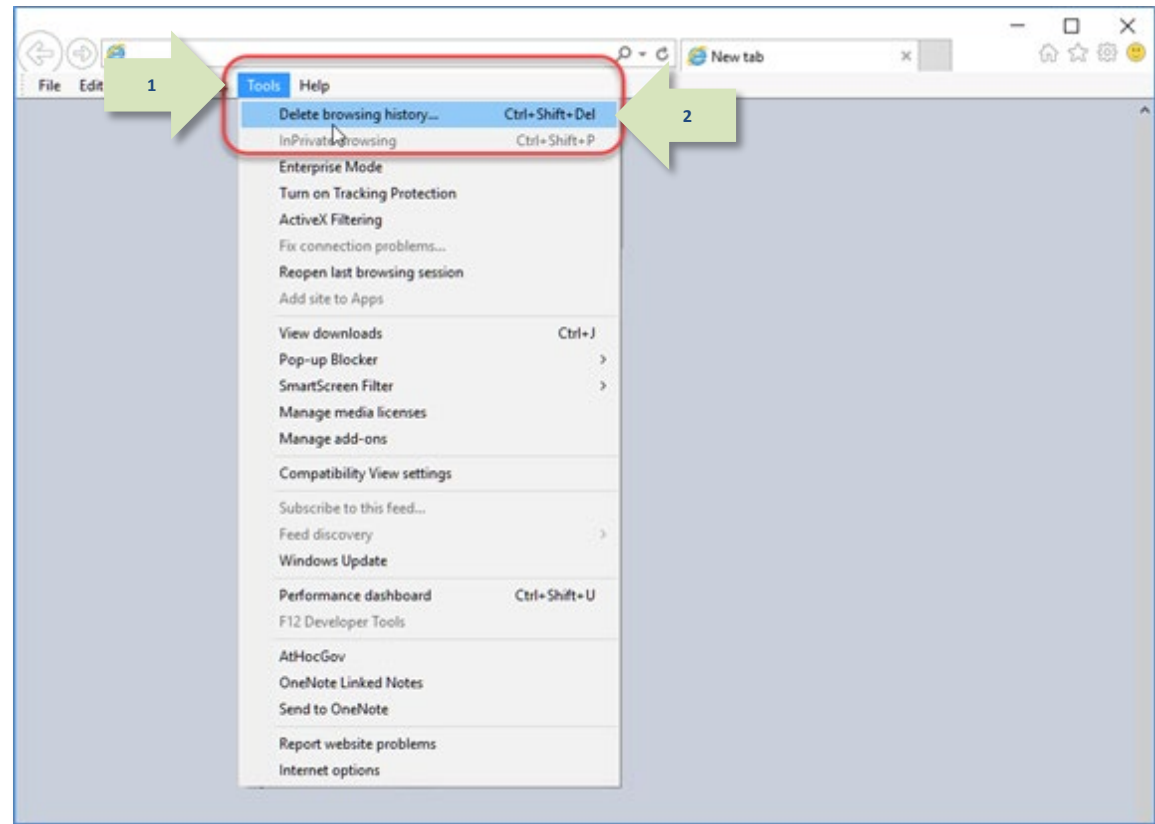 New tab
File Edit Tools Help
1
Delete browsing history... Ctrl+Shift+Del
2
InPrivate Browsing Ctrl+Shift+P
Enterprise Mode
Turn on Tracking Protection
ActiveX Filtering
Fix connection problems...
Reopen last browsing session
Add site to Apps
View downloads Ctrl+J
Pop-up Blocker
SmartScreen Filter
Manage media licenses
Manage add-ons
Compatibility View settings
Subscribe to this feed...
Feed discovery
Windows Update
Performance dashboard Ctrl+Shift+U
F12 Developer Tools
AtHocGov
OneNote Linked Notes
Send to OneNote
Report website problems
Internet options